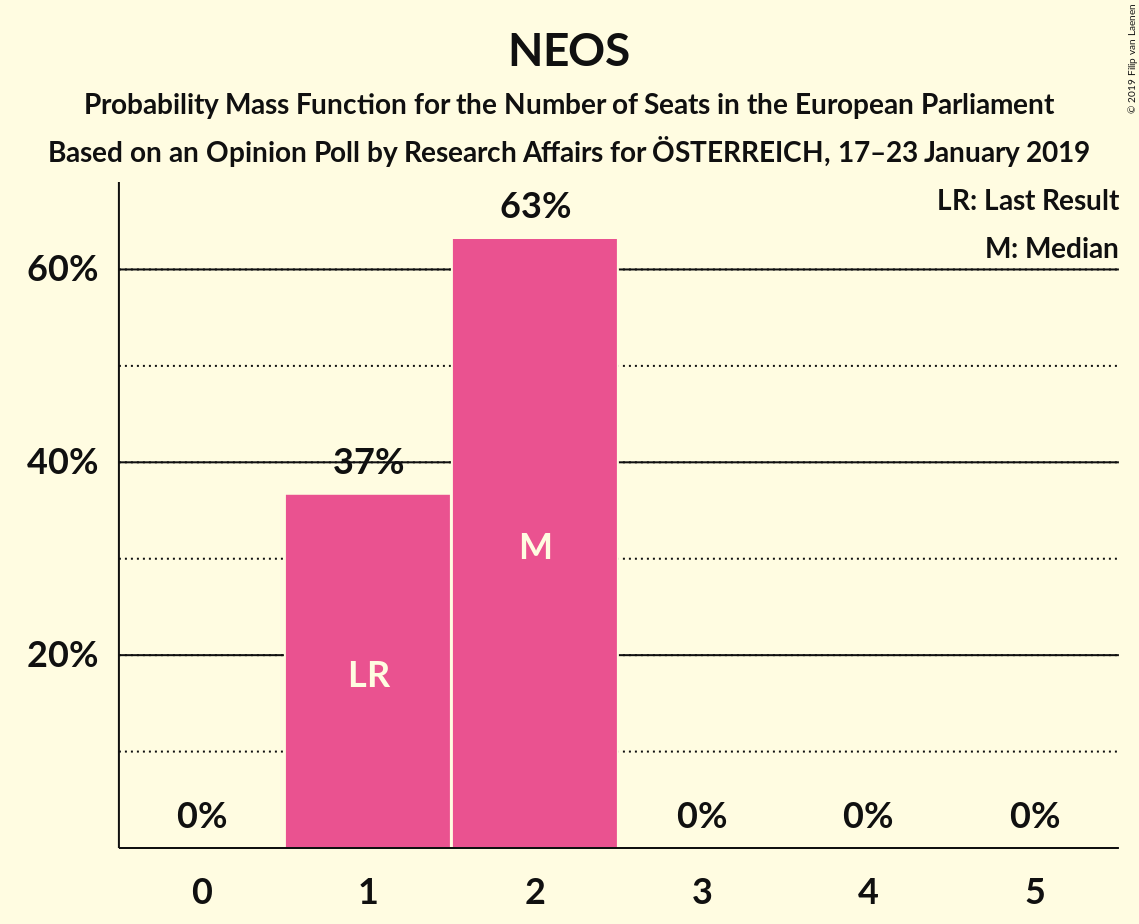 NEOS
Probability Mass Function for the Number of Seats in the European Parliament
Based on an Opinion Poll by Research Affairs for ÖSTERREICH, 17–23 January 2019
© 2019 Filip van Laenen
LR: Last Result
M: Median
63%
60%
37%
40%
M
20%
LR
0%
0%
0%
0%
0
1
2
3
4
5